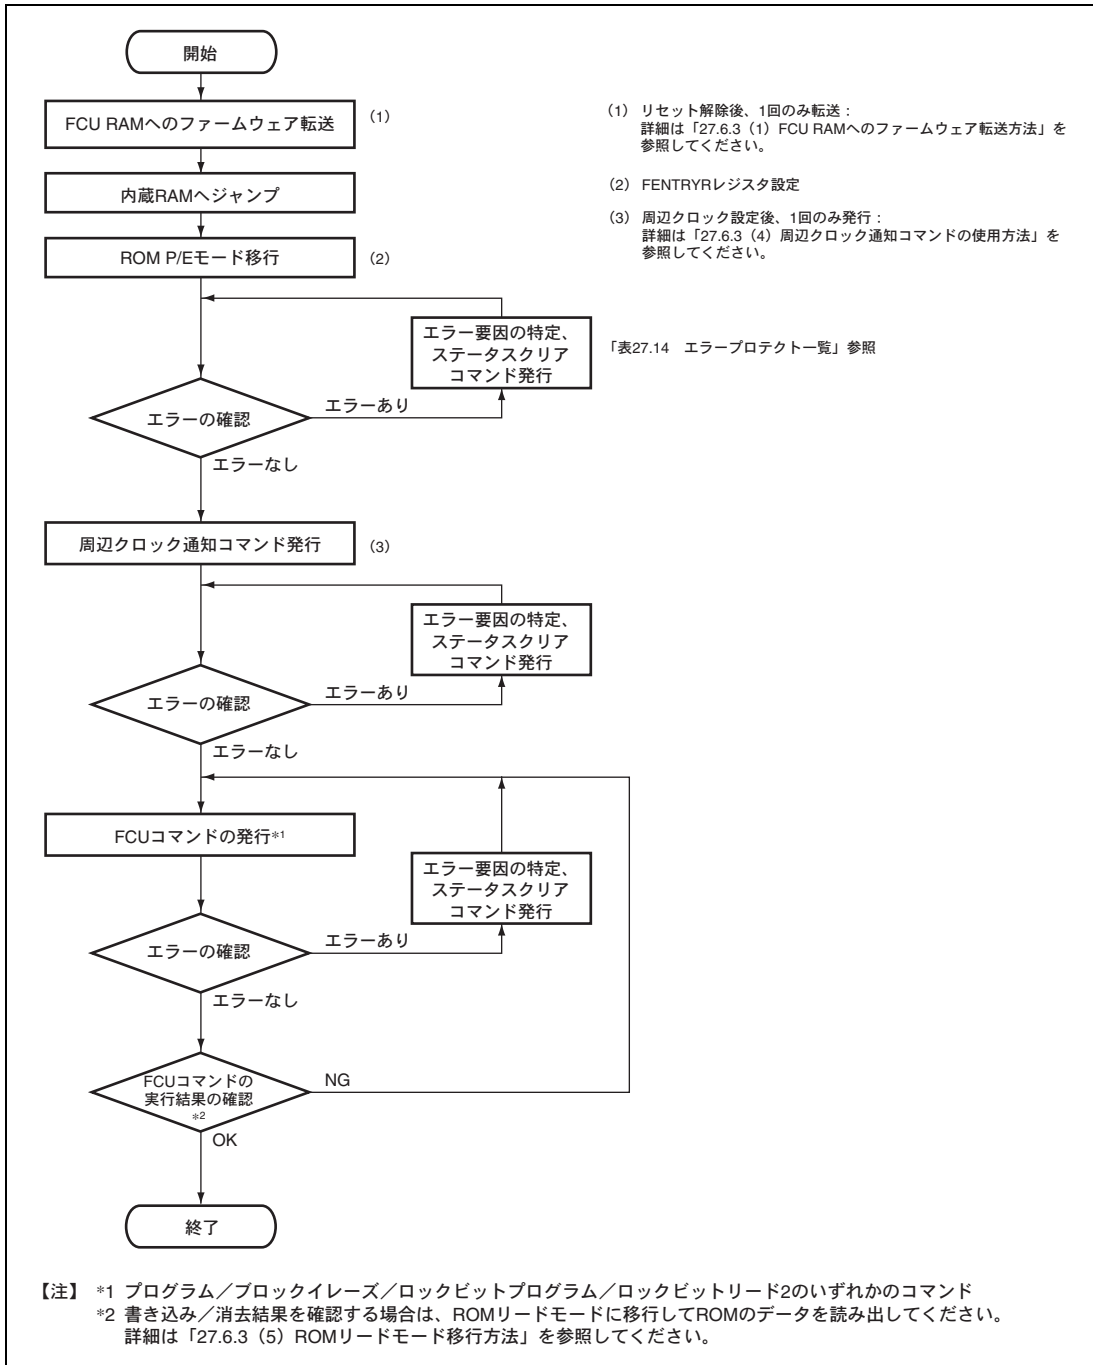 開始
FCU RAMへのファームウェア転送
(1)
(1) リセット解除後、1回のみ転送：
詳細は「27.6.3（1）FCU RAMへのファームウェア転送方法」を
参照してください。
内蔵RAMへジャンプ
(2) FENTRYRレジスタ設定
(3) 周辺クロック設定後、1回のみ発行：
詳細は「27.6.3（4）周辺クロック通知コマンドの使用方法」を
参照してください。
ROM P/Eモード移行
(2)
エラー要因の特定、
ステータスクリア
コマンド発行
「表27.14　エラープロテクト一覧」参照
エラーの確認
エラーあり
エラーなし
周辺クロック通知コマンド発行
(3)
エラー要因の特定、
ステータスクリア
コマンド発行
エラーの確認
エラーあり
エラーなし
FCUコマンドの発行*1
エラー要因の特定、
ステータスクリア
コマンド発行
エラーの確認
エラーあり
エラーなし
FCUコマンドの
実行結果の確認
*2
NG
OK
終了
【注】 *1 プログラム／ブロックイレーズ／ロックビットプログラム／ロックビットリード2のいずれかのコマンド
*2 書き込み／消去結果を確認する場合は、ROMリードモードに移行してROMのデータを読み出してください。
詳細は「27.6.3（5）ROMリードモード移行方法」を参照してください。